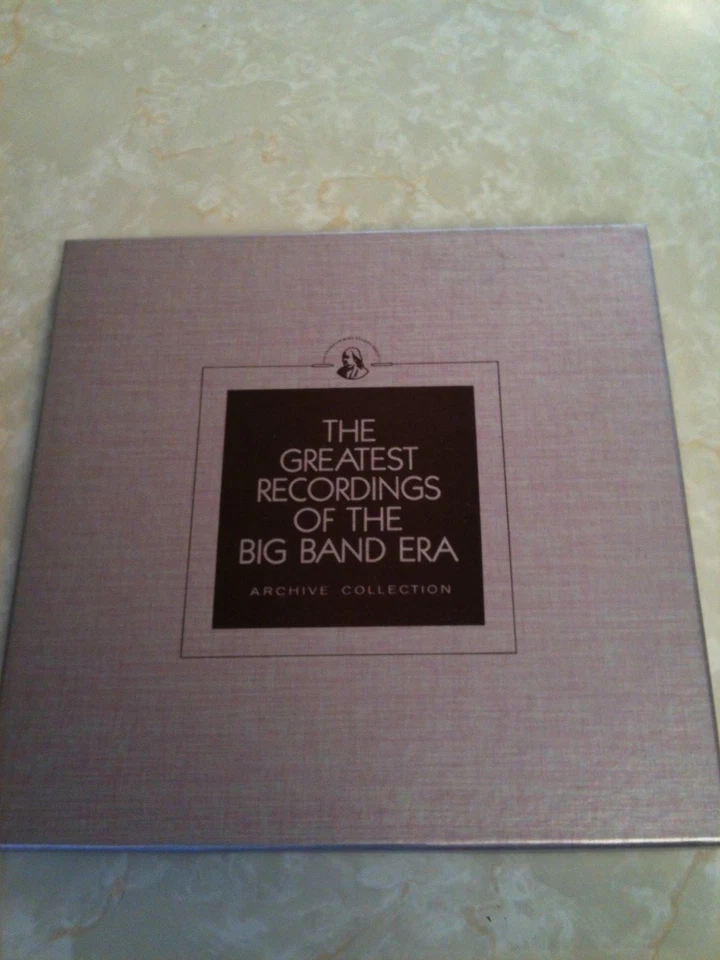 THE
GREATEST
RECORDINGS
OF THE
BIG BAND ERA
ARCHIVE COLLECTION